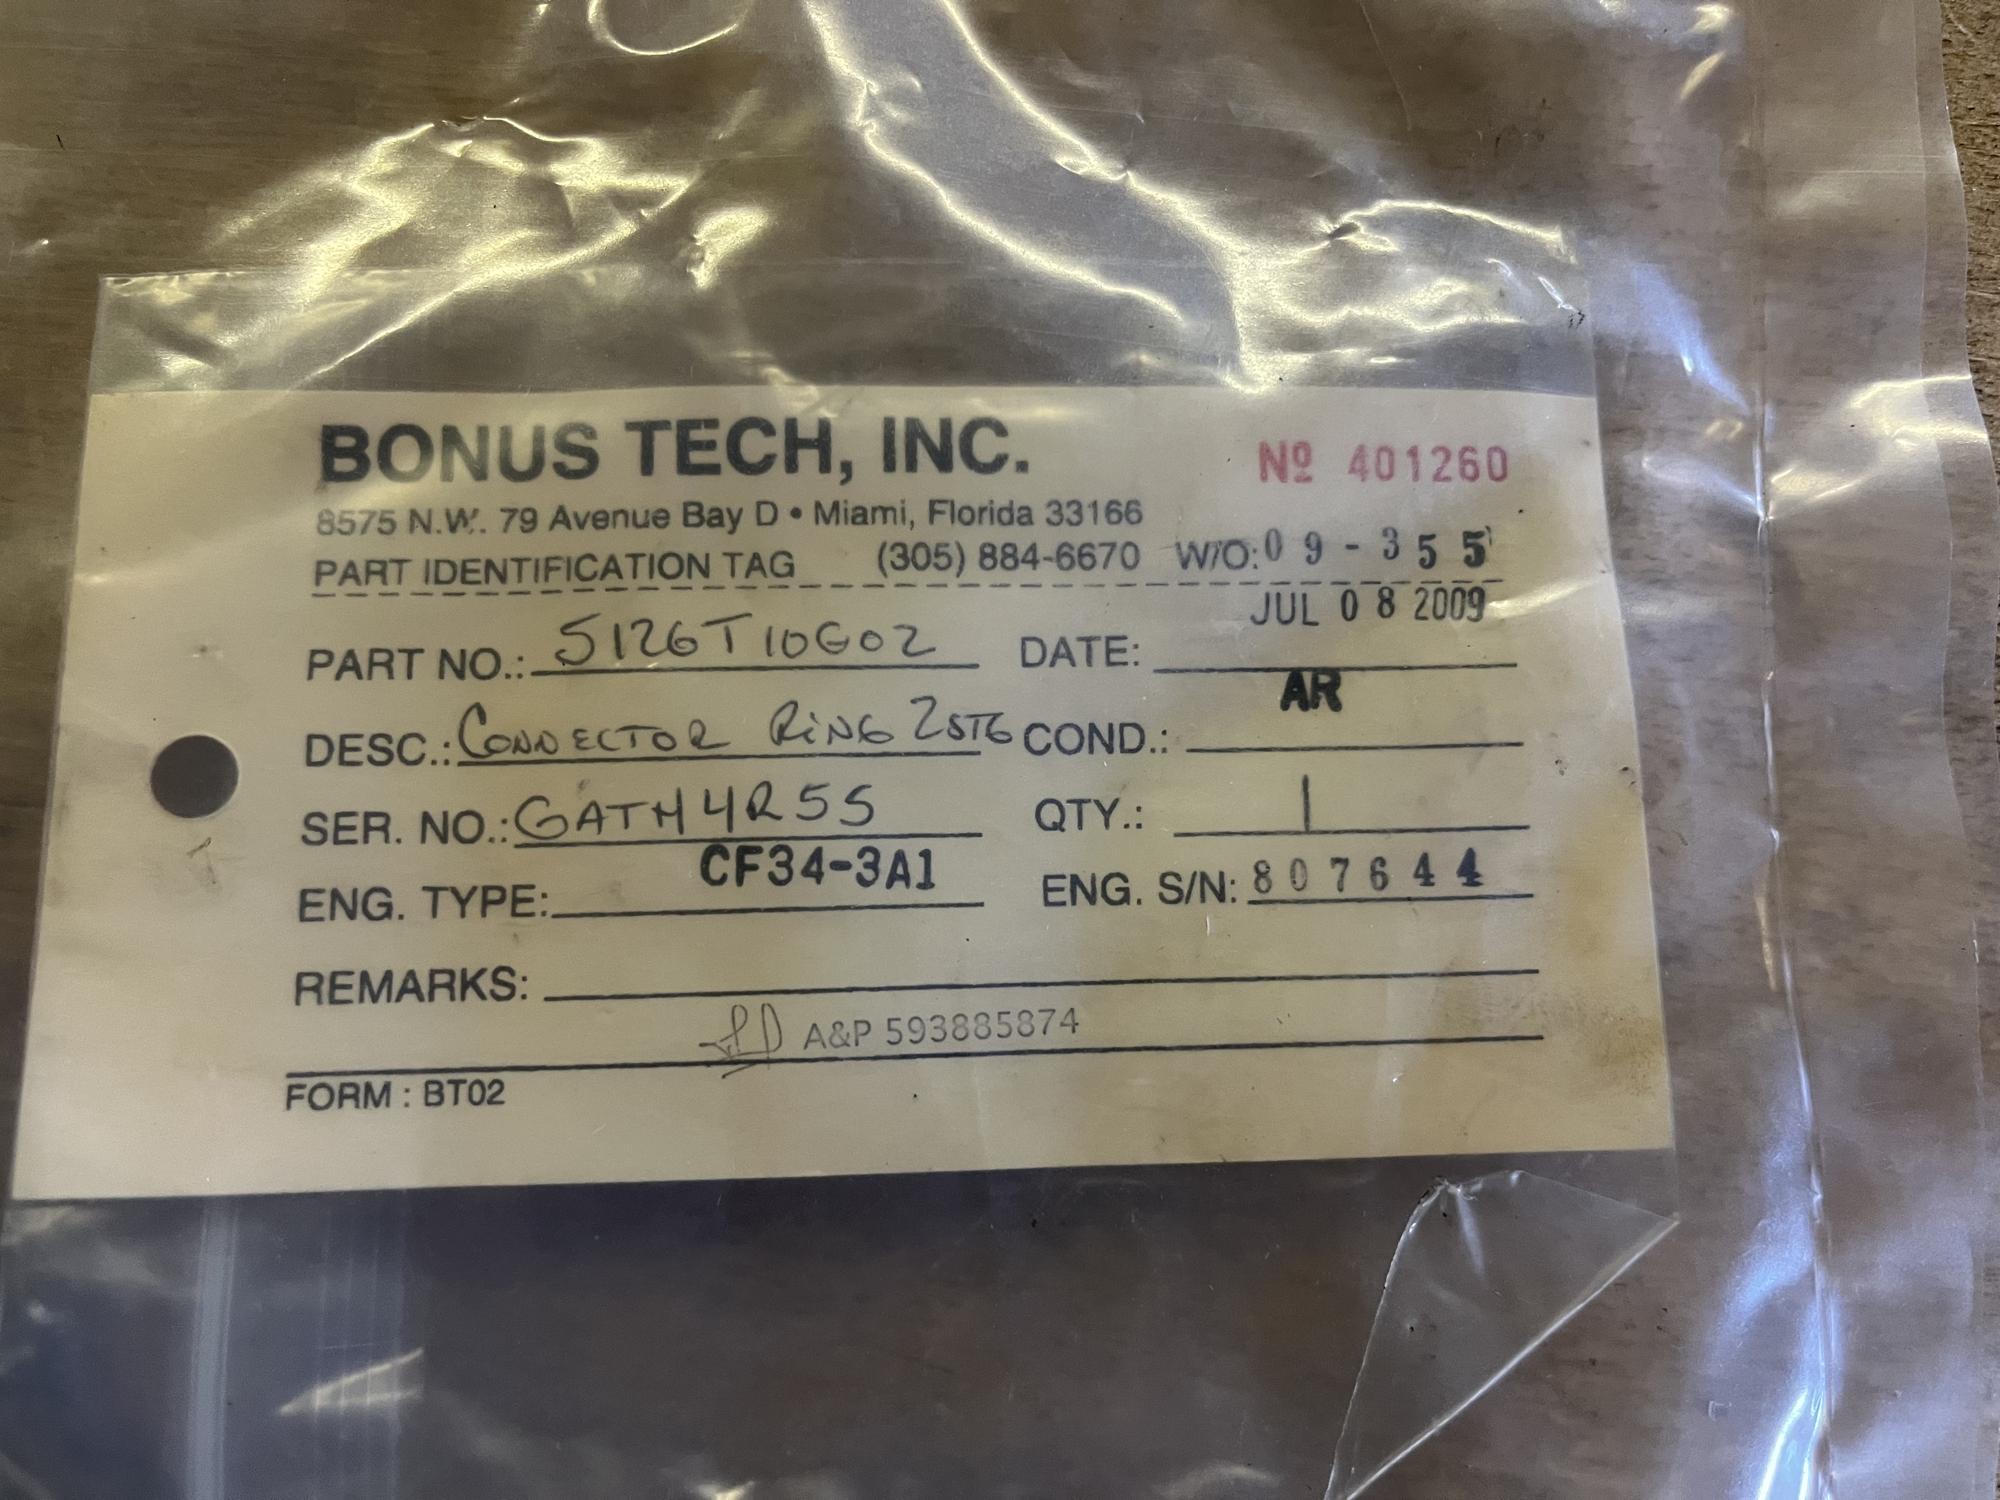 BONUS TECH, INC.
Nº 401260
8575 N.W. 79 Avenue Bay D • Miami, Florida 33166
PART IDENTIFICATION TAG (305) 884-6670 W/O: 09-355
PART NO.: 5126T10G02 DATE: JUL 08 2009
DESC.: CONNECTOR RING 2STG COND.: AR
SER. NO.: GATH4R55 QTY.: 1
ENG. TYPE: CF34-3A1 ENG. S/N: 807644
REMARKS:
A&P 593885874
FORM : BT02